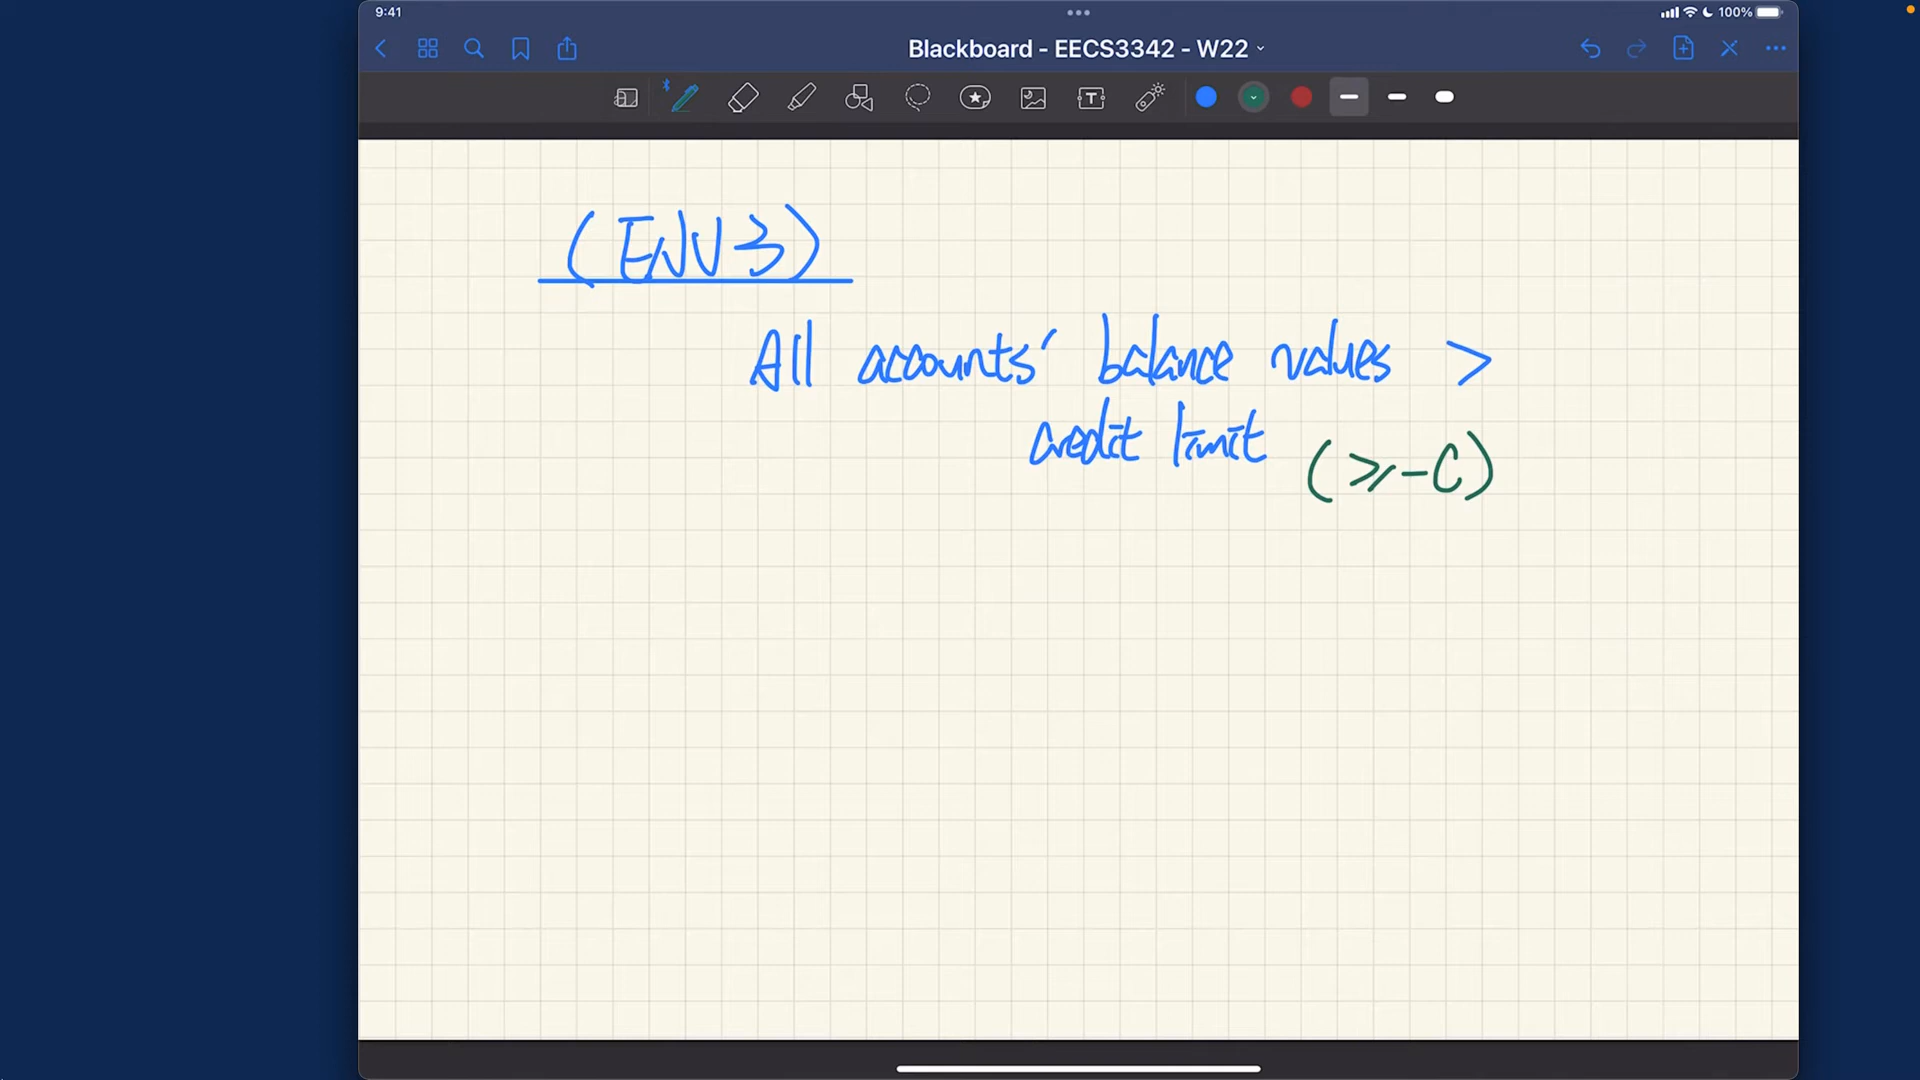 9:41
100%
Blackboard - EECS3342 - W22
(ENV3)
All accounts' balance values >
credit limit (≥-C)